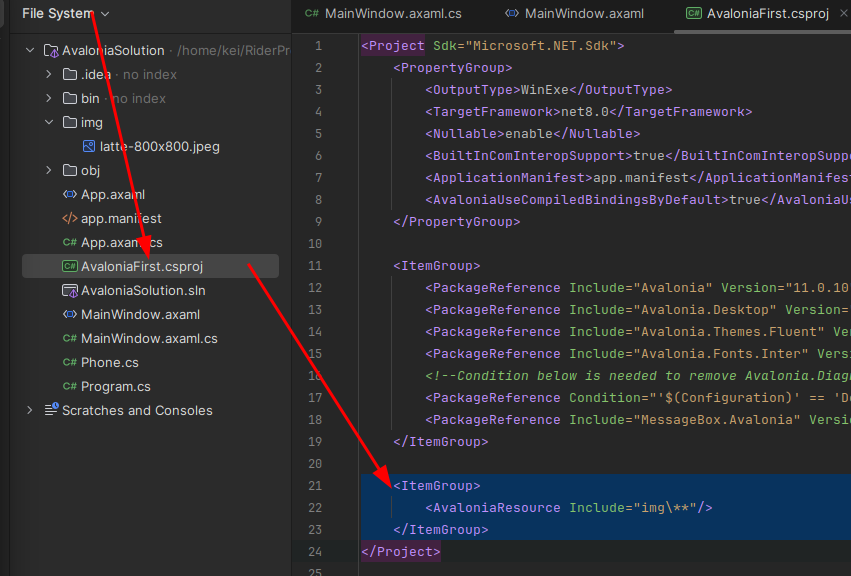 File System
AvaloniaSolution · /home/kei/RiderPr
.idea · no index
bin · no index
img
latte-800x800.jpeg
obj
App.axaml
app.manifest
App.axaml.cs
AvaloniaFirst.csproj
AvaloniaSolution.sln
MainWindow.axaml
MainWindow.axaml.cs
Phone.cs
Program.cs
Scratches and Consoles
MainWindow.axaml.cs MainWindow.axaml AvaloniaFirst.csproj
1 <Project Sdk="Microsoft.NET.Sdk">
2 <PropertyGroup>
3 <OutputType>WinExe</OutputType>
4 <TargetFramework>net8.0</TargetFramework>
5 <Nullable>enable</Nullable>
6 <BuiltInComInteropSupport>true</BuiltInComInteropSuppo
7 <ApplicationManifest>app.manifest</ApplicationManifest
8 <AvaloniaUseCompiledBindingsByDefault>true</AvaloniaUs
9 </PropertyGroup>
10
11 <ItemGroup>
12 <PackageReference Include="Avalonia" Version="11.0.10
13 <PackageReference Include="Avalonia.Desktop" Version=
14 <PackageReference Include="Avalonia.Themes.Fluent" Ve
15 <PackageReference Include="Avalonia.Fonts.Inter" Versi
16 <!--Condition below is needed to remove Avalonia.Diag
17 <PackageReference Condition="'$(Configuration)' == 'De
18 <PackageReference Include="MessageBox.Avalonia" Versio
19 </ItemGroup>
20
21 <ItemGroup>
22 <AvaloniaResource Include="img\**"/>
23 </ItemGroup>
24 </Project>
25